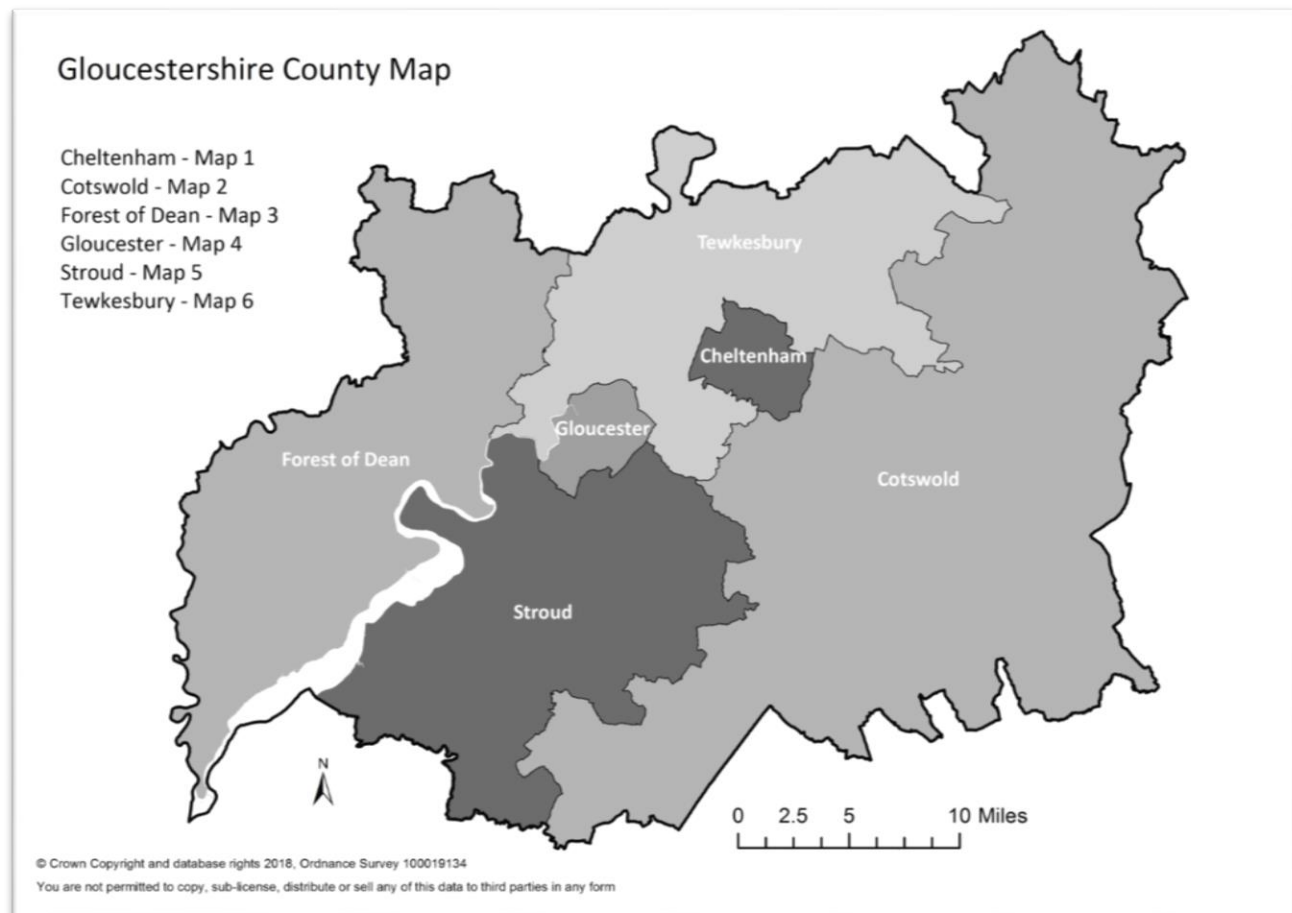 Gloucestershire County Map
Cheltenham - Map 1
Cotswold - Map 2
Forest of Dean - Map 3
Gloucester - Map 4
Stroud - Map 5
Tewkesbury - Map 6
Tewkesbury
Cheltenham
Gloucester
Forest of Dean
Cotswold
Stroud
N
0 2.5 5 10 Miles
© Crown Copyright and database rights 2018, Ordnance Survey 100019134
You are not permitted to copy, sub-license, distribute or sell any of this data to third parties in any form